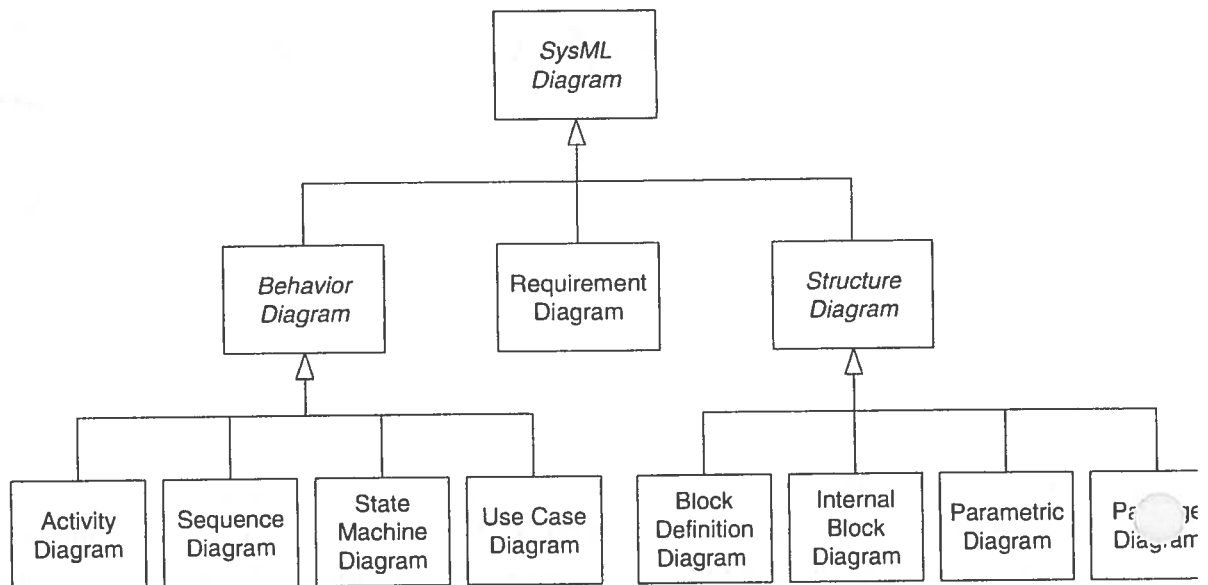 SysML
Diagram
Behavior
Diagram
Requirement
Diagram
Structure
Diagram
Activity
Diagram
Sequence
Diagram
State
Machine
Diagram
Use Case
Diagram
Block
Definition
Diagram
Internal
Block
Diagram
Parametric
Diagram
Diagram